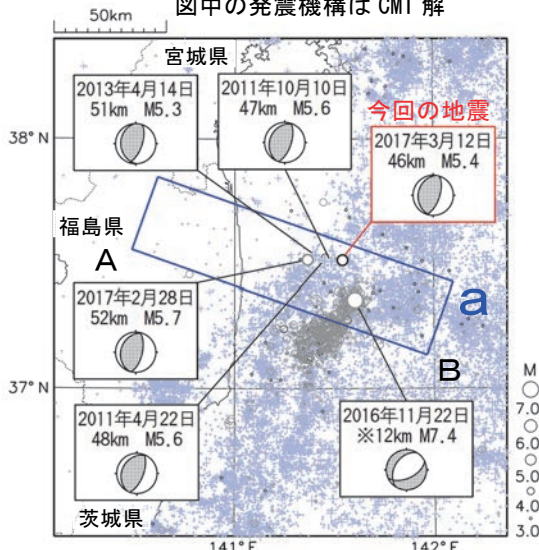 図中の発震機構は CMT 解
50km
宮城県
2013年4月14日
51km M5.3
2011年10月10日
47km M5.6
今回の地震
2017年3月12日
46km M5.4
38°N
福島県
A
a
2017年2月28日
52km M5.7
B
37°N
2011年4月22日
48km M5.6
2016年11月22日
※12km M7.4
茨城県
M
7.0
6.0
5.0
4.0
3.0
141°E
142°E